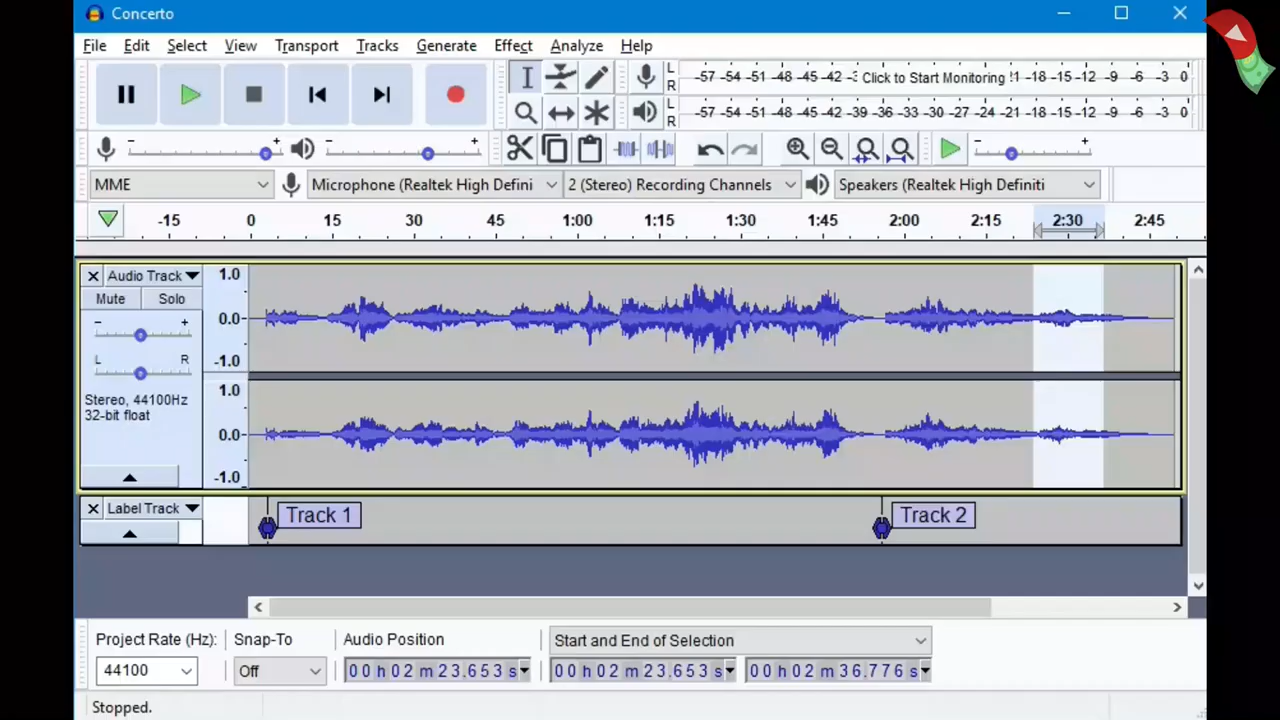 Concerto
File Edit Select View Transport Tracks Generate Effect Analyze Help
L R -57 -54 -51 -48 -45 -42 Click to Start Monitoring -18 -15 -12 -9 -6 -3 0
L R -57 -54 -51 -48 -45 -42 -39 -36 -33 -30 -27 -24 -21 -18 -15 -12 -9 -6 -3 0
- + - + - +
MME Microphone (Realtek High Defini 2 (Stereo) Recording Channels Speakers (Realtek High Definiti
-15 0 15 30 45 1:00 1:15 1:30 1:45 2:00 2:15 2:30 2:45
Audio Track 1.0
Mute Solo
- + 0.0
L R -1.0
Stereo, 44100Hz 1.0
32-bit float
0.0
-1.0
Label Track Track 1 Track 2
Project Rate (Hz): Snap-To Audio Position Start and End of Selection
44100 Off 00 h 02 m 23.653 s 00 h 02 m 23.653 s 00 h 02 m 36.776 s
Stopped.